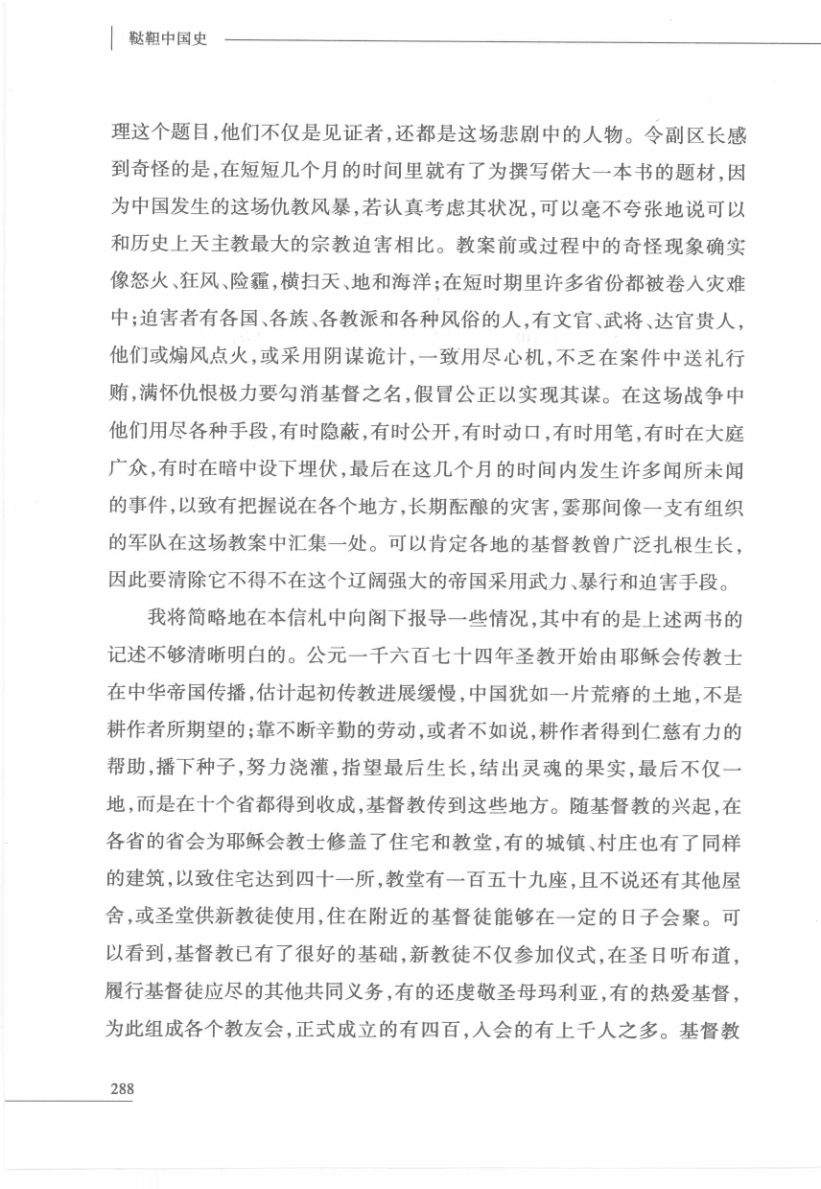 鞑靼中国史
理这个题目,他们不仅是见证者,还都是这场悲剧中的人物。令副区长感
到奇怪的是,在短短几个月的时间里就有了为撰写偌大一本书的题材,因
为中国发生的这场仇教风暴,若认真考虑其状况,可以毫不夸张地说可以
和历史上天主教最大的宗教迫害相比。教案前或过程中的奇怪现象确实
像怒火、狂风、险霾,横扫天、地和海洋;在短时期里许多省份都被卷入灾难
中;迫害者有各国、各族、各教派和各种风俗的人,有文官、武将、达官贵人,
他们或煽风点火,或采用阴谋诡计,一致用尽心机,不乏在案件中送礼行
贿,满怀仇恨极力要勾消基督之名,假冒公正以实现其谋。在这场战争中
他们用尽各种手段,有时隐蔽,有时公开,有时动口,有时用笔,有时在大庭
广众,有时在暗中设下埋伏,最后在这几个月的时间内发生许多闻所未闻
的事件,以致有把握说在各个地方,长期酝酿的灾害,霎那间像一支有组织
的军队在这场教案中汇集一处。可以肯定各地的基督教曾广泛扎根生长,
因此要清除它不得不在这个辽阔强大的帝国采用武力、暴行和迫害手段。
我将简略地在本信札中向阁下报导一些情况,其中有的是上述两书的
记述不够清晰明白的。公元一千六百七十四年圣教开始由耶稣会传教士
在中华帝国传播,估计起初传教进展缓慢,中国犹如一片荒瘠的土地,不是
耕作者所期望的;靠不断辛勤的劳动,或者不如说,耕作者得到仁慈有力的
帮助,播下种子,努力浇灌,指望最后生长,结出灵魂的果实,最后不仅一
地,而是在十个省都得到收成,基督教传到这些地方。随基督教的兴起,在
各省的省会为耶稣会教士修盖了住宅和教堂,有的城镇、村庄也有了同样
的建筑,以致住宅达到四十一所,教堂有一百五十九座,且不说还有其他屋
舍,或圣堂供新教徒使用,住在附近的基督徒能够在一定的日子会聚。可
以看到,基督教已有了很好的基础,新教徒不仅参加仪式,在圣日听布道,
履行基督徒应尽的其他共同义务,有的还虔敬圣母玛利亚,有的热爱基督,
为此组成各个教友会,正式成立的有四百,入会的有上千人之多。基督教
288